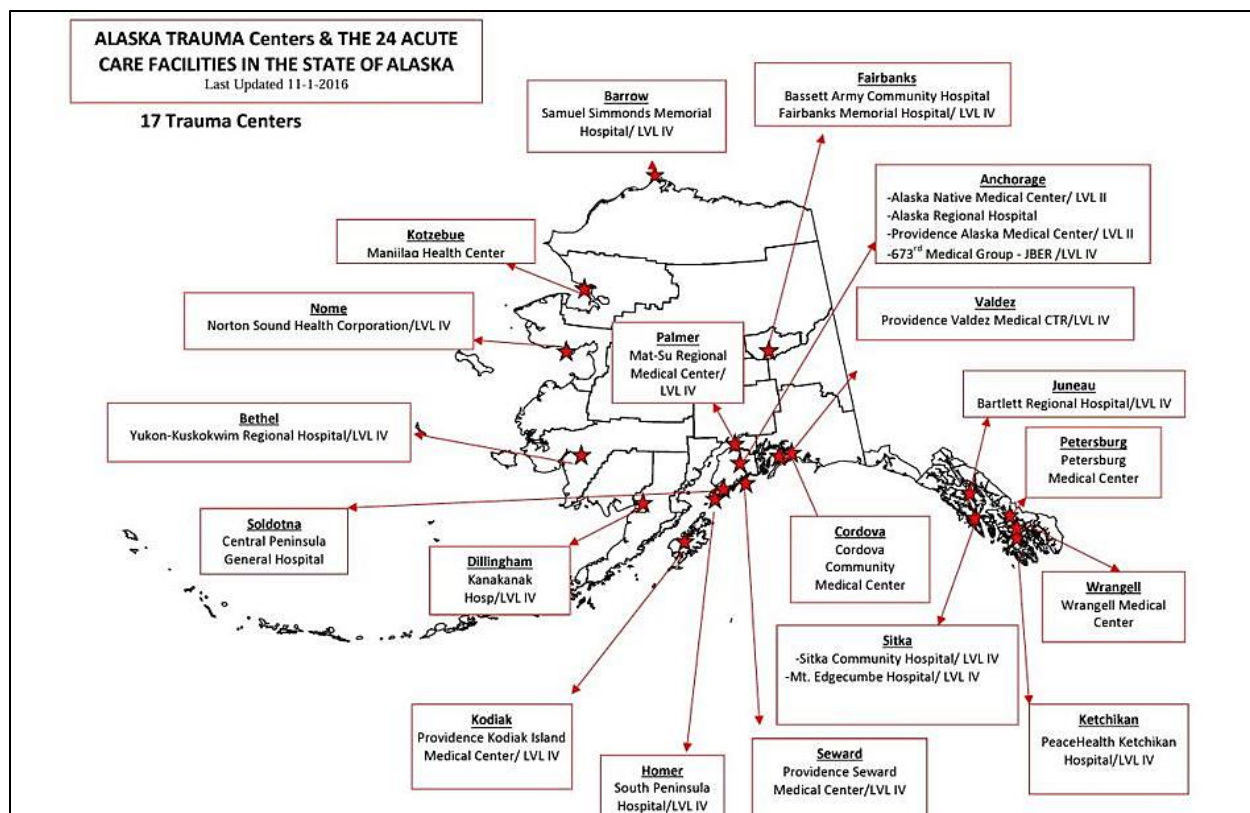 ALASKA TRAUMA Centers & THE 24 ACUTE
CARE FACILITIES IN THE STATE OF ALASKA
Last Updated 11-1-2016
17 Trauma Centers
Barrow
Samuel Simmonds Memorial
Hospital/ LVL IV
Fairbanks
Bassett Army Community Hospital
Fairbanks Memorial Hospital/ LVL IV
Anchorage
-Alaska Native Medical Center/ LVL II
-Alaska Regional Hospital
-Providence Alaska Medical Center/ LVL II
-673rd Medical Group - JBER /LVL IV
Kotzebue
Maniilaq Health Center
Nome
Norton Sound Health Corporation/LVL IV
Valdez
Providence Valdez Medical CTR/LVL IV
Palmer
Mat-Su Regional
Medical Center/
LVL IV
Juneau
Bartlett Regional Hospital/LVL IV
Bethel
Yukon-Kuskokwim Regional Hospital/LVL IV
Petersburg
Petersburg
Medical Center
Soldotna
Central Peninsula
General Hospital
Dillingham
Kanakanak
Hosp/LVL IV
Cordova
Cordova
Community
Medical Center
Wrangell
Wrangell Medical
Center
Sitka
-Sitka Community Hospital/ LVL IV
-Mt. Edgecumbe Hospital/ LVL IV
Kodiak
Providence Kodiak Island
Medical Center/ LVL IV
Homer
South Peninsula
Hospital/LVL IV
Seward
Providence Seward
Medical Center/LVL IV
Ketchikan
PeaceHealth Ketchikan
Hospital/LVL IV